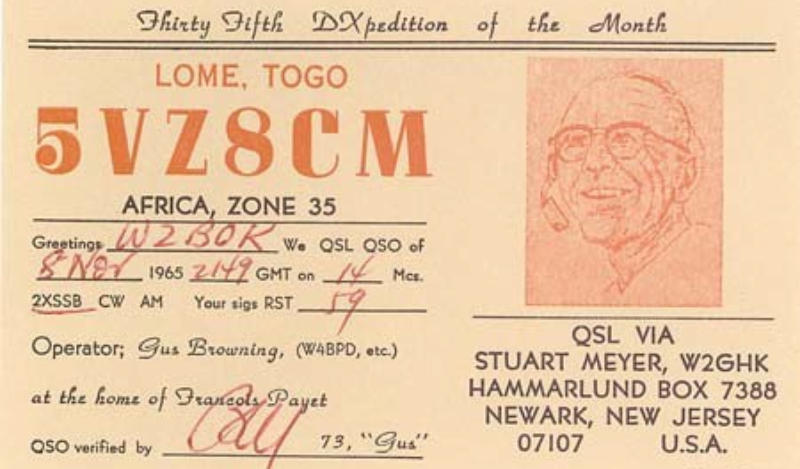 Thirty Fifth DXpedition of the Month
LOME, TOGO
5VZ8CM
AFRICA, ZONE 35
Greetings W2BOK We QSL QSO of
8 Nov 1965 2149 GMT on 14 Mcs.
2XSSB CW AM Your sigs RST 59
Operator; Gus Browning, (W4BPD, etc.)
at the home of Francois Payet
QSO verified by 73, "Gus"
QSL VIA
STUART MEYER, W2GHK
HAMMARLUND BOX 7388
NEWARK, NEW JERSEY
07107 U.S.A.